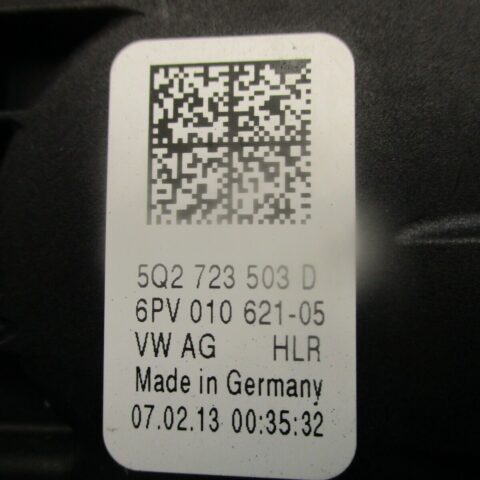 5Q2 723 503 D
6PV 010 621-05
VW AG HLR
Made in Germany
07.02.13 00:35:32